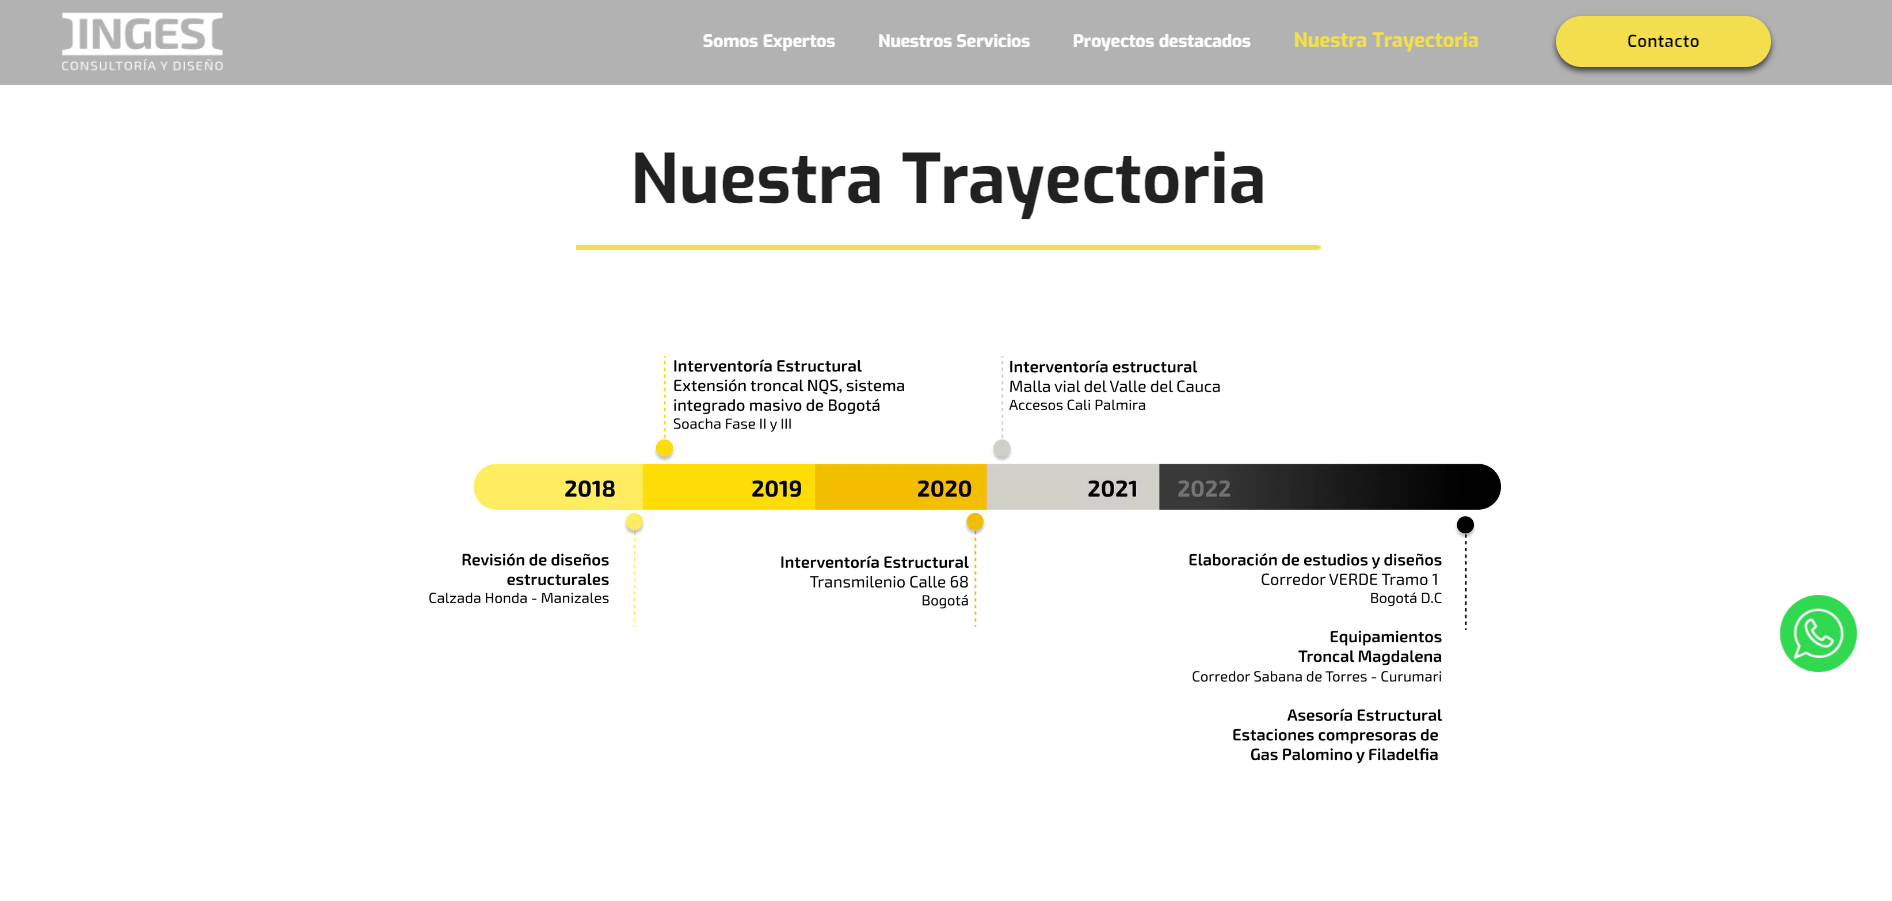 INGESI
CONSULTORÍA Y DISEÑO
Somos Expertos
Nuestros Servicios
Proyectos destacados
Nuestra Trayectoria
Contacto
Nuestra Trayectoria
Interventoría Estructural
Extensión troncal NQS, sistema
integrado masivo de Bogotá
Soacha Fase II y III
Interventoría estructural
Malla vial del Valle del Cauca
Accesos Cali Palmira
2018
2019
2020
2021
2022
Revisión de diseños
estructurales
Calzada Honda - Manizales
Interventoría Estructural
Transmilenio Calle 68
Bogotá
Elaboración de estudios y diseños
Corredor VERDE Tramo 1
Bogotá D.C
Equipamientos
Troncal Magdalena
Corredor Sabana de Torres - Curumari
Asesoría Estructural
Estaciones compresoras de
Gas Palomino y Filadelfia